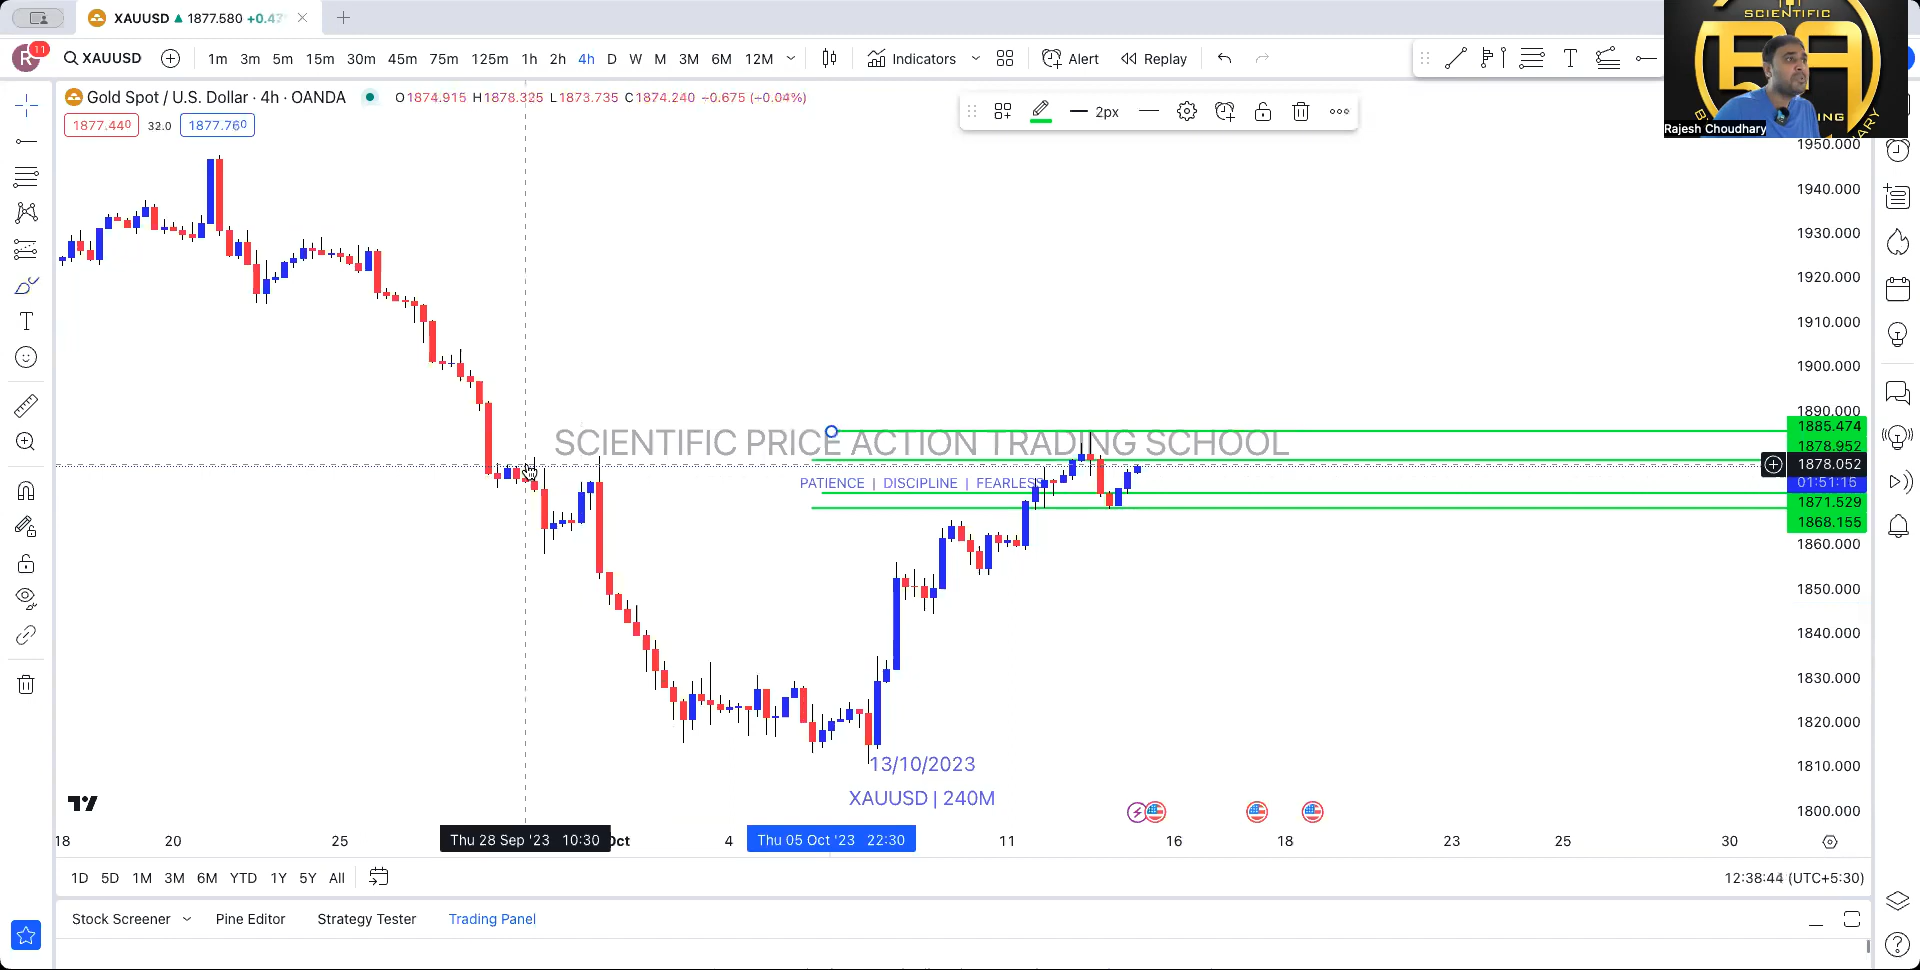 XAUUSD ▲ 1877.580 +0.47
SCIENTIFIC
R 11 XAUUSD 1m 3m 5m 15m 30m 45m 75m 125m 1h 2h 4h D W M 3M 6M 12M Indicators Alert Replay
Gold Spot / U.S. Dollar · 4h · OANDA O1874.915 H1878.325 L1873.735 C1874.240 −0.675 (−0.04%)
2px
1877.440 32.0 1877.760
Rajesh Choudhary
1950.000
1940.000
1930.000
1920.000
1910.000
1900.000
1890.000
1885.474
SCIENTIFIC PRICE ACTION TRADING SCHOOL
1878.952
1878.052
PATIENCE | DISCIPLINE | FEARLESS
01:51:15
1871.529
1868.155
1860.000
1850.000
1840.000
1830.000
1820.000
13/10/2023
1810.000
XAUUSD | 240M
1800.000
18 20 25 Thu 28 Sep '23 10:30 Oct 4 Thu 05 Oct '23 22:30 11 16 18 23 25 30
1D 5D 1M 3M 6M YTD 1Y 5Y All
12:38:44 (UTC+5:30)
Stock Screener Pine Editor Strategy Tester Trading Panel